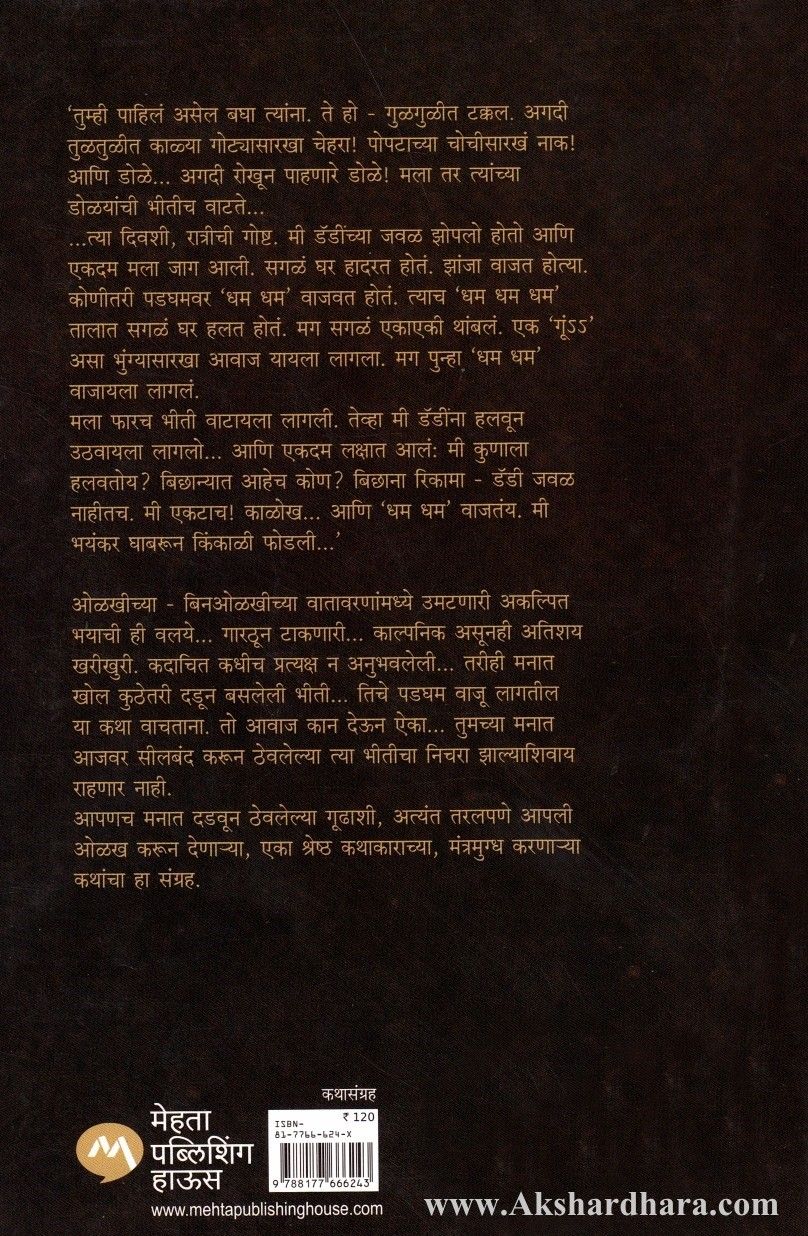 ‘तुम्ही पाहिलं असेल बघा त्यांना. ते हो - गुळगुळीत टक्कल. अगदी
तुळतुळीत काळ्या गोट्यासारखा चेहरा! पोपटाच्या चोचीसारखं नाक!
आणि डोळे... अगदी रोखून पाहणारे डोळे! मला तर त्यांच्या
डोळयांची भीतीच वाटते...
...त्या दिवशी, रात्रीची गोष्ट. मी डॅडींच्या जवळ झोपलो होतो आणि
एकदम मला जाग आली. सगळं घर हादरत होतं. झांजा वाजत होत्या.
कोणीतरी पडघमवर ‘धम धम’ वाजवत होतं. त्याच ‘धम धम धम’
तालात सगळं घर हलत होतं. मग सगळं एकाएकी थांबलं. एक ‘गूंऽऽ’
असा भुंग्यासारखा आवाज यायला लागला. मग पुन्हा ‘धम धम’
वाजायला लागलं.
मला फारच भीती वाटायला लागली. तेव्हा मी डॅडींना हलवून
उठवायला लागलो... आणि एकदम लक्षात आलं: मी कुणाला
हलवतोय? बिछान्यात आहेच कोण? बिछाना रिकामा - डॅडी जवळ
नाहीतच. मी एकटाच! काळोख... आणि ‘धम धम’ वाजतंय. मी
भयंकर घाबरून किंकाळी फोडली...’
ओळखीच्या - बिनओळखीच्या वातावरणांमध्ये उमटणारी अकल्पित
भयाची ही वलये... गारठून टाकणारी... काल्पनिक असूनही अतिशय
खरीखुरी. कदाचित कधीच प्रत्यक्ष न अनुभवलेली... तरीही मनात
खोल कुठेतरी दडून बसलेली भीती... तिचे पडघम वाजू लागतील
या कथा वाचताना. तो आवाज कान देऊन ऐका... तुमच्या मनात
आजवर सीलबंद करून ठेवलेल्या त्या भीतीचा निचरा झाल्याशिवाय
राहणार नाही.
आपणच मनात दडवून ठेवलेल्या गूढाशी, अत्यंत तरलपणे आपली
ओळख करून देणाऱ्या, एका श्रेष्ठ कथाकाराच्या, मंत्रमुग्ध करणाऱ्या
कथांचा हा संग्रह.
कथासंग्रह
₹ 120
ISBN-
81-7766-624-X
9 788177 666243
मेहता
पब्लिशिंग
हाऊस
www.mehtapublishinghouse.com
www.Akshardhara.com